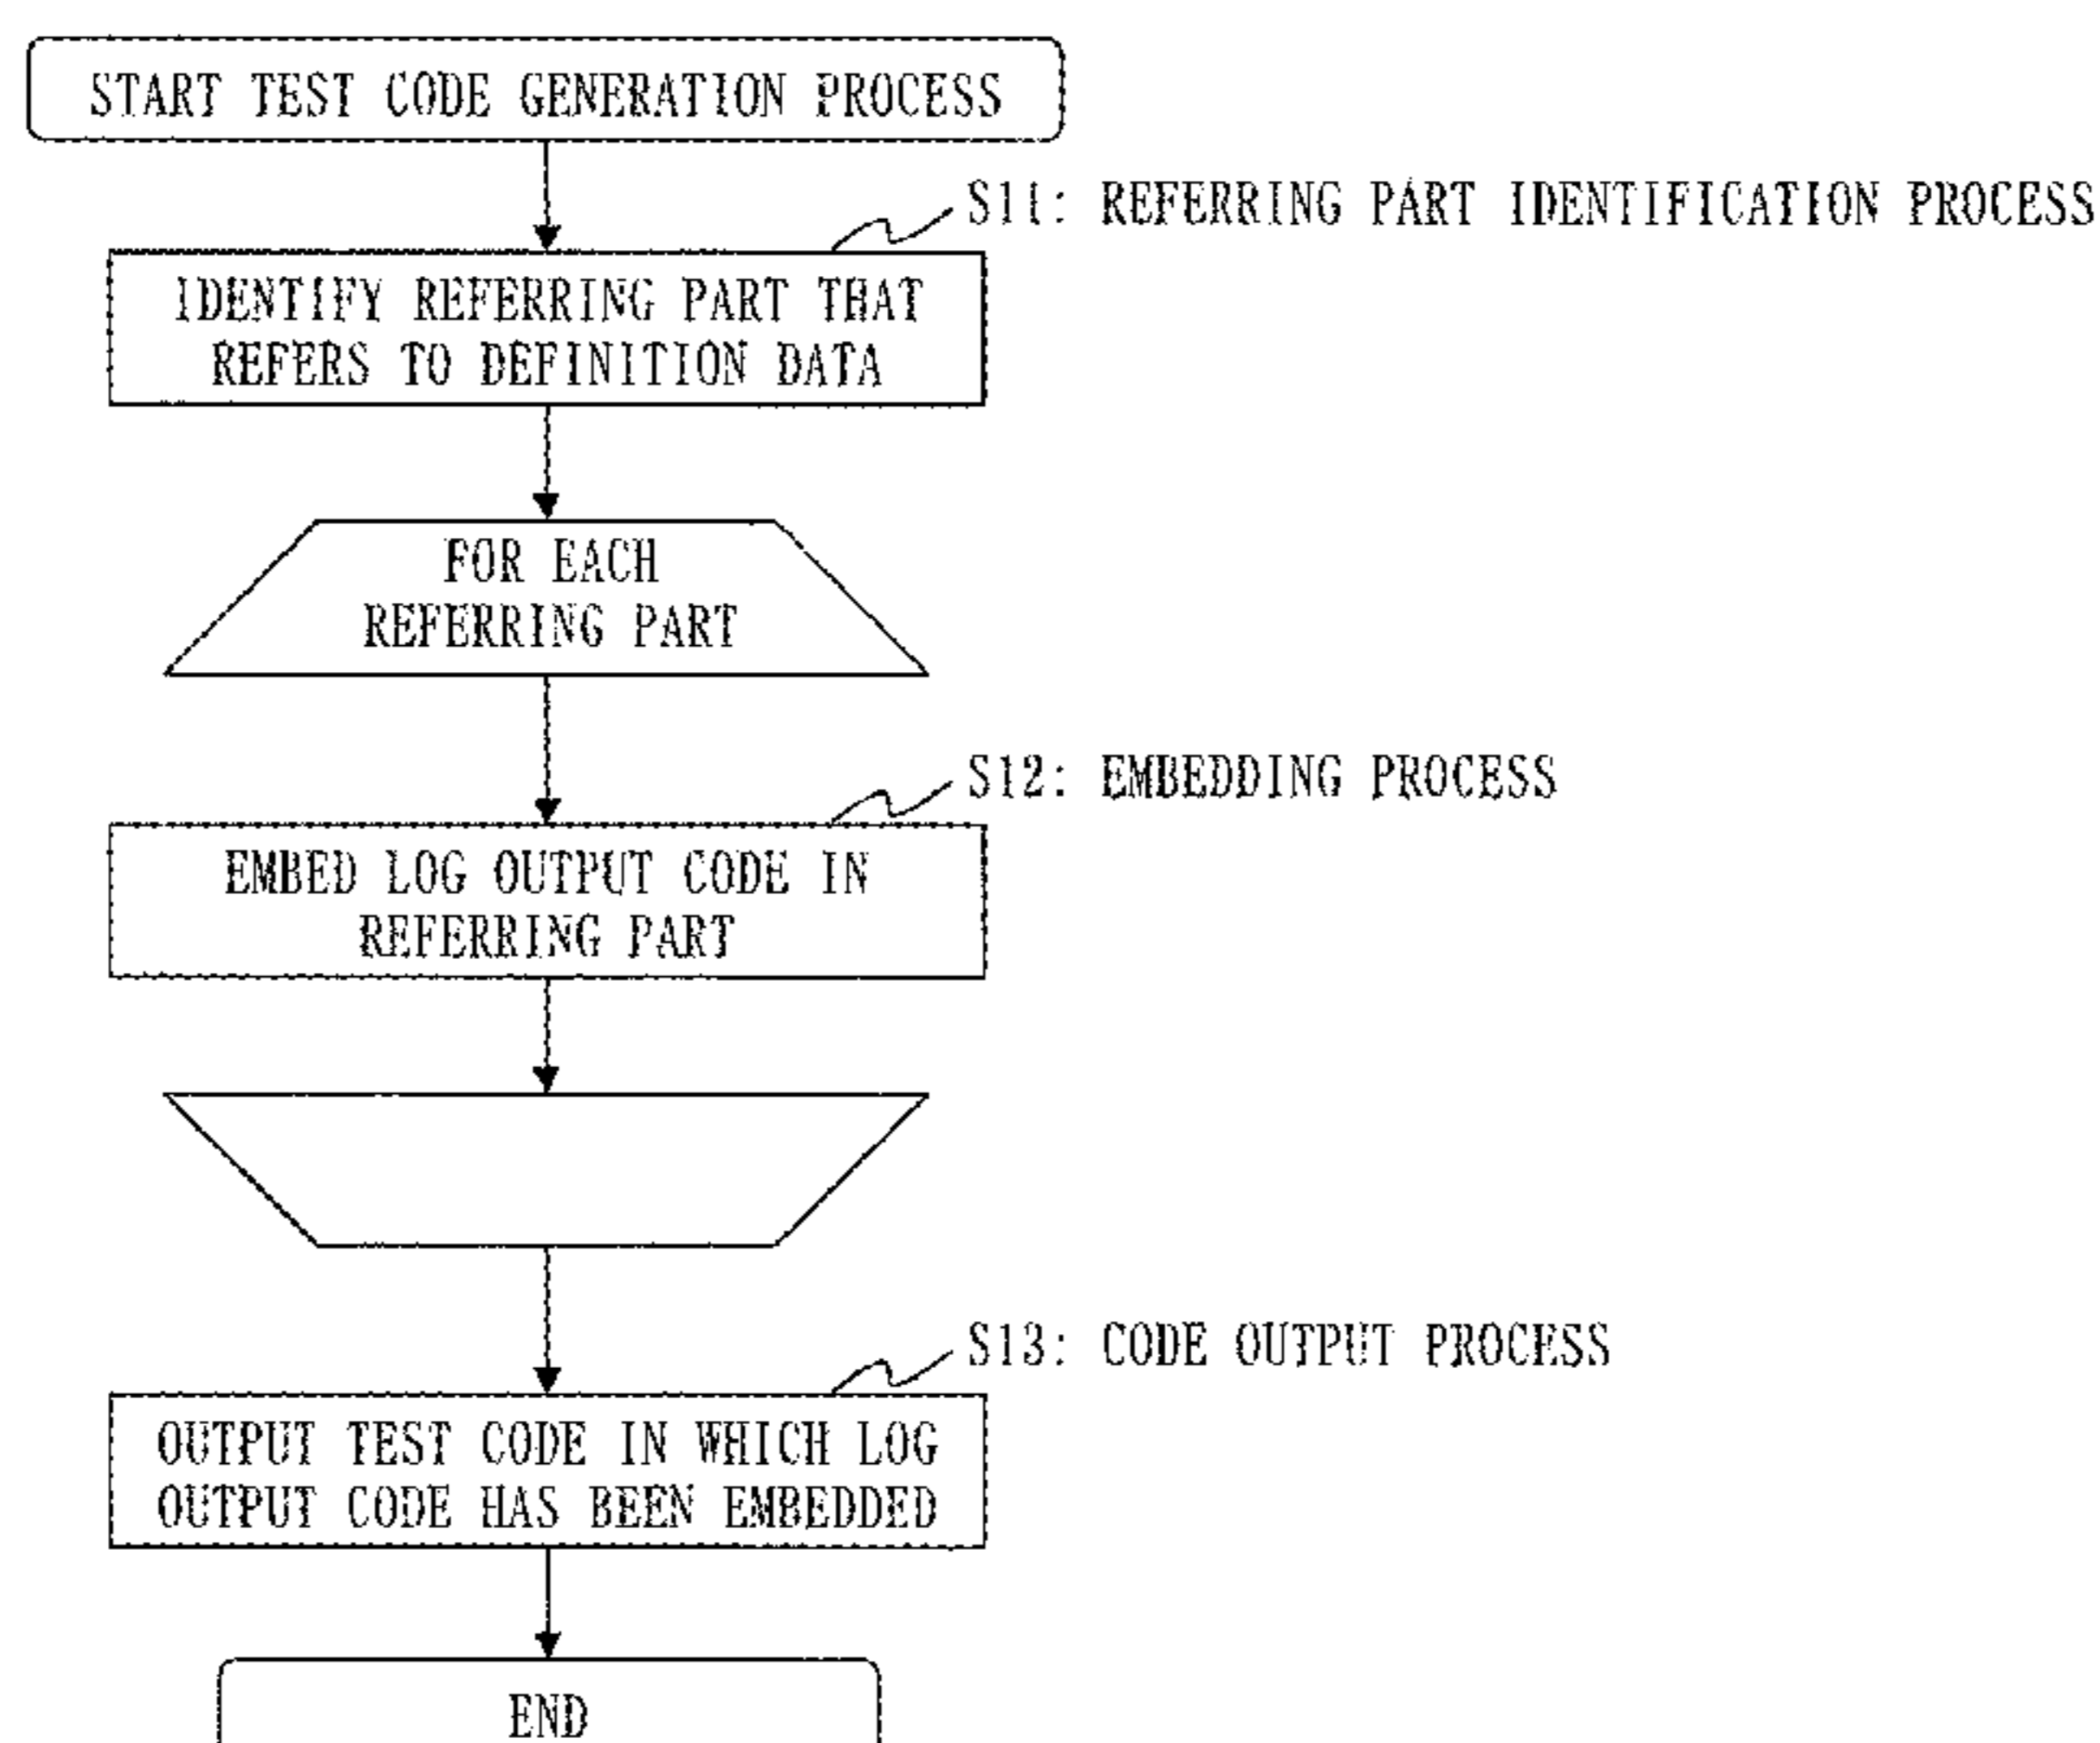 START TEST CODE GENERATION PROCESS
S11: REFERRING PART IDENTIFICATION PROCESS
IDENTIFY REFERRING PART THAT
REFERS TO DEFINITION DATA
FOR EACH
REFERRING PART
S12: EMBEDDING PROCESS
EMBED LOG OUTPUT CODE IN
REFERRING PART
S13: CODE OUTPUT PROCESS
OUTPUT TEST CODE IN WHICH LOG
OUTPUT CODE HAS BEEN EMBEDDED
END